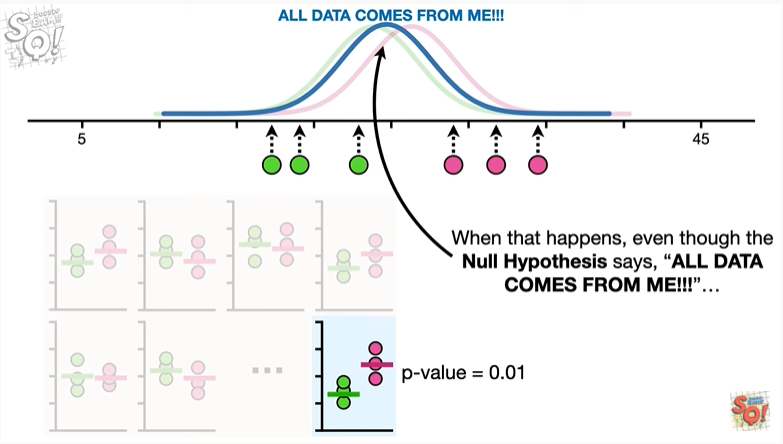 ALL DATA COMES FROM ME!!!
5
45
When that happens, even though the
Null Hypothesis says, “ALL DATA
COMES FROM ME!!!”…
p-value = 0.01